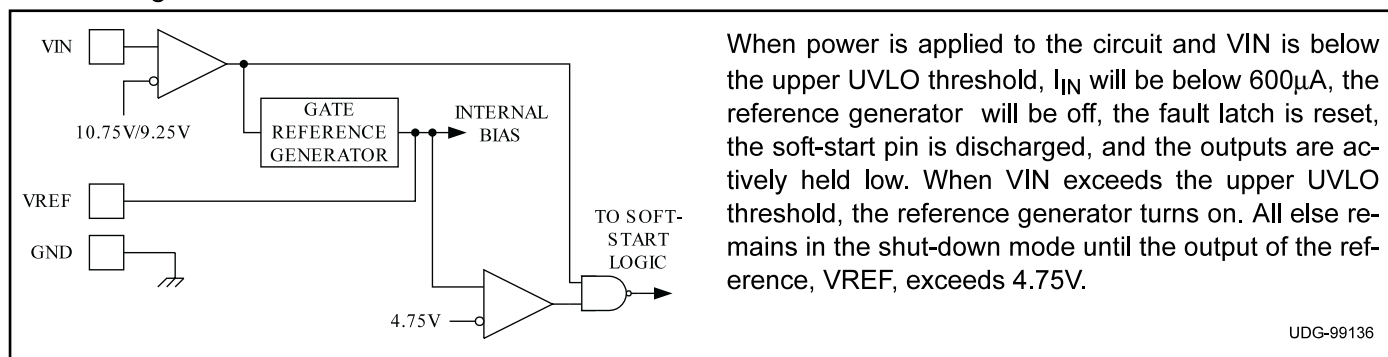 VIN
10.75V/9.25V
GATE
REFERENCE
GENERATOR
INTERNAL
BIAS
VREF
GND
TO SOFT-
START
LOGIC
4.75V
When power is applied to the circuit and VIN is below
the upper UVLO threshold, IIN will be below 600µA, the
reference generator will be off, the fault latch is reset,
the soft-start pin is discharged, and the outputs are ac-
tively held low. When VIN exceeds the upper UVLO
threshold, the reference generator turns on. All else re-
mains in the shut-down mode until the output of the ref-
erence, VREF, exceeds 4.75V.
UDG-99136